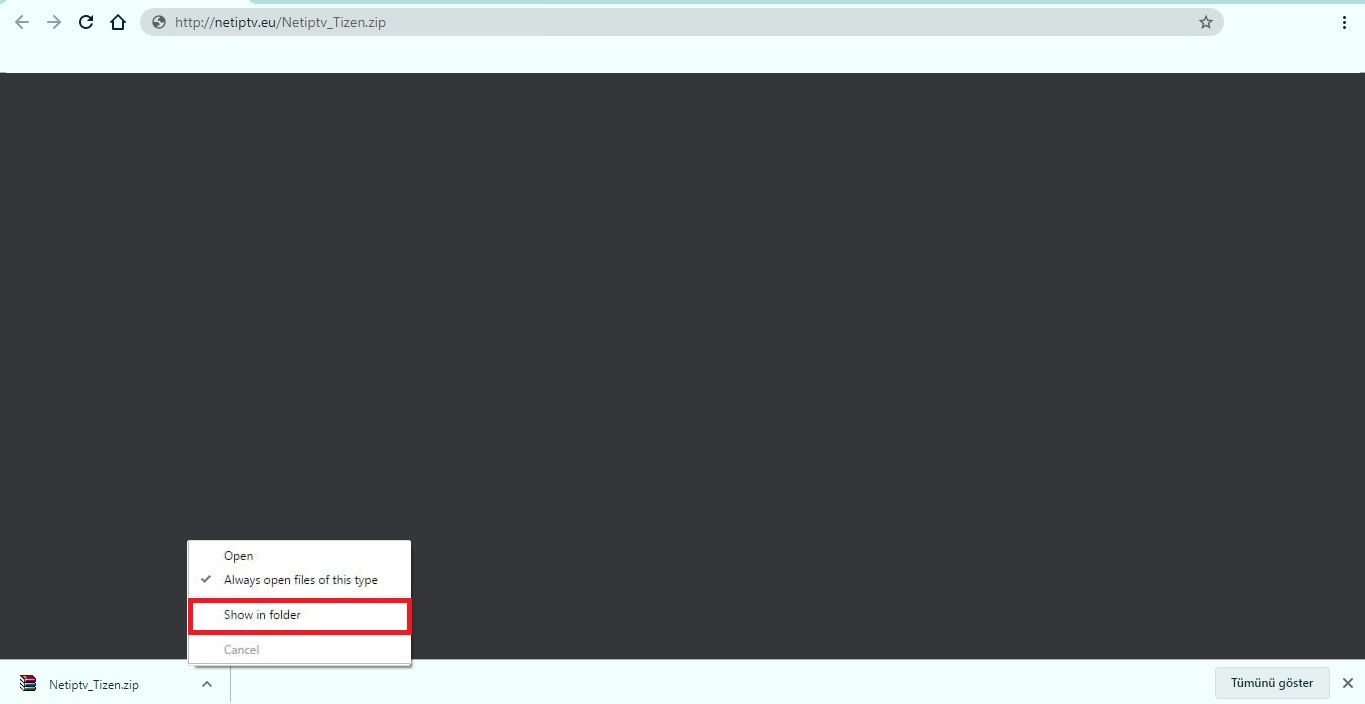 http://netiptv.eu/Netiptv_Tizen.zip
Open
Always open files of this type
Show in folder
Cancel
Netiptv_Tizen.zip
Tümünü göster